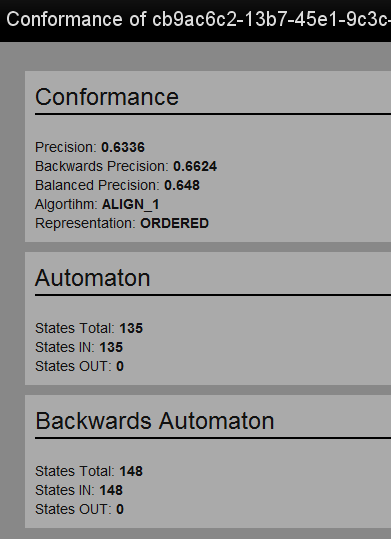 Conformance of cb9ac6c2-13b7-45e1-9c3c-
Conformance
Precision: 0.6336
Backwards Precision: 0.6624
Balanced Precision: 0.648
Algortihm: ALIGN_1
Representation: ORDERED
Automaton
States Total: 135
States IN: 135
States OUT: 0
Backwards Automaton
States Total: 148
States IN: 148
States OUT: 0